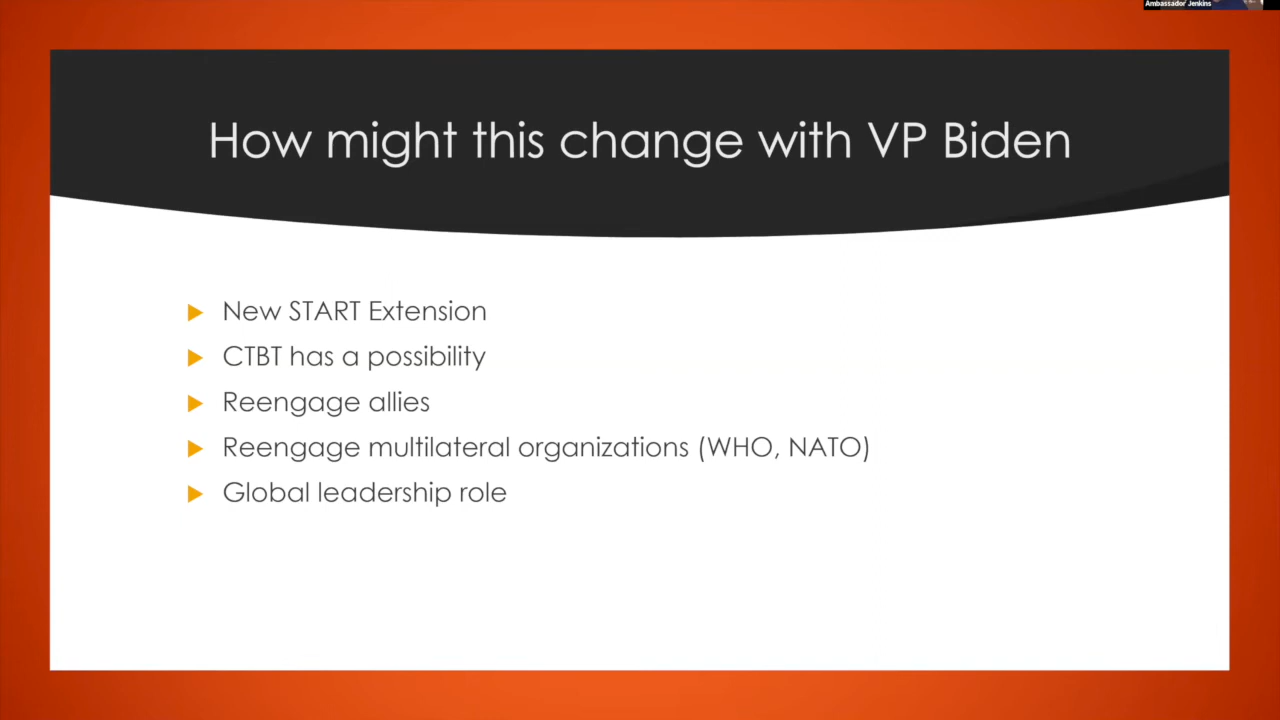 Ambassador Jenkins
How might this change with VP Biden
New START Extension
CTBT has a possibility
Reengage allies
Reengage multilateral organizations (WHO, NATO)
Global leadership role